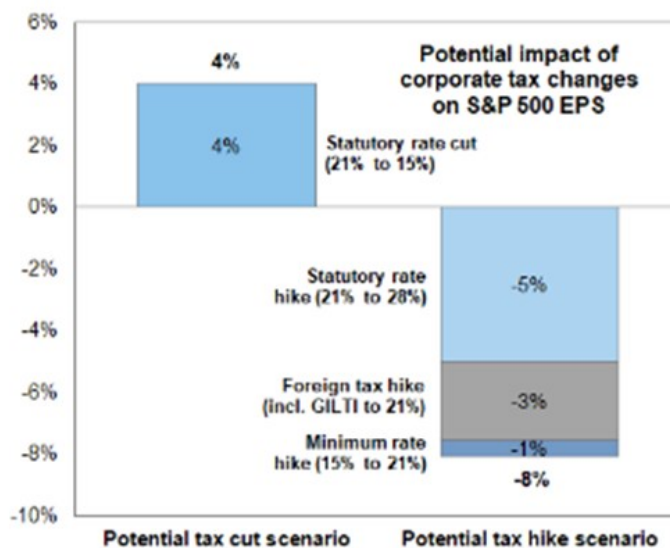 6%
4%
2%
0%
-2%
-4%
-6%
-8%
-10%
Potential impact of
corporate tax changes
on S&P 500 EPS
4%
4%
Statutory rate cut
(21% to 15%)
Statutory rate
hike (21% to 28%)
-5%
Foreign tax hike
(incl. GILTI to 21%)
-3%
Minimum rate
hike (15% to 21%)
-1%
-8%
Potential tax cut scenario
Potential tax hike scenario